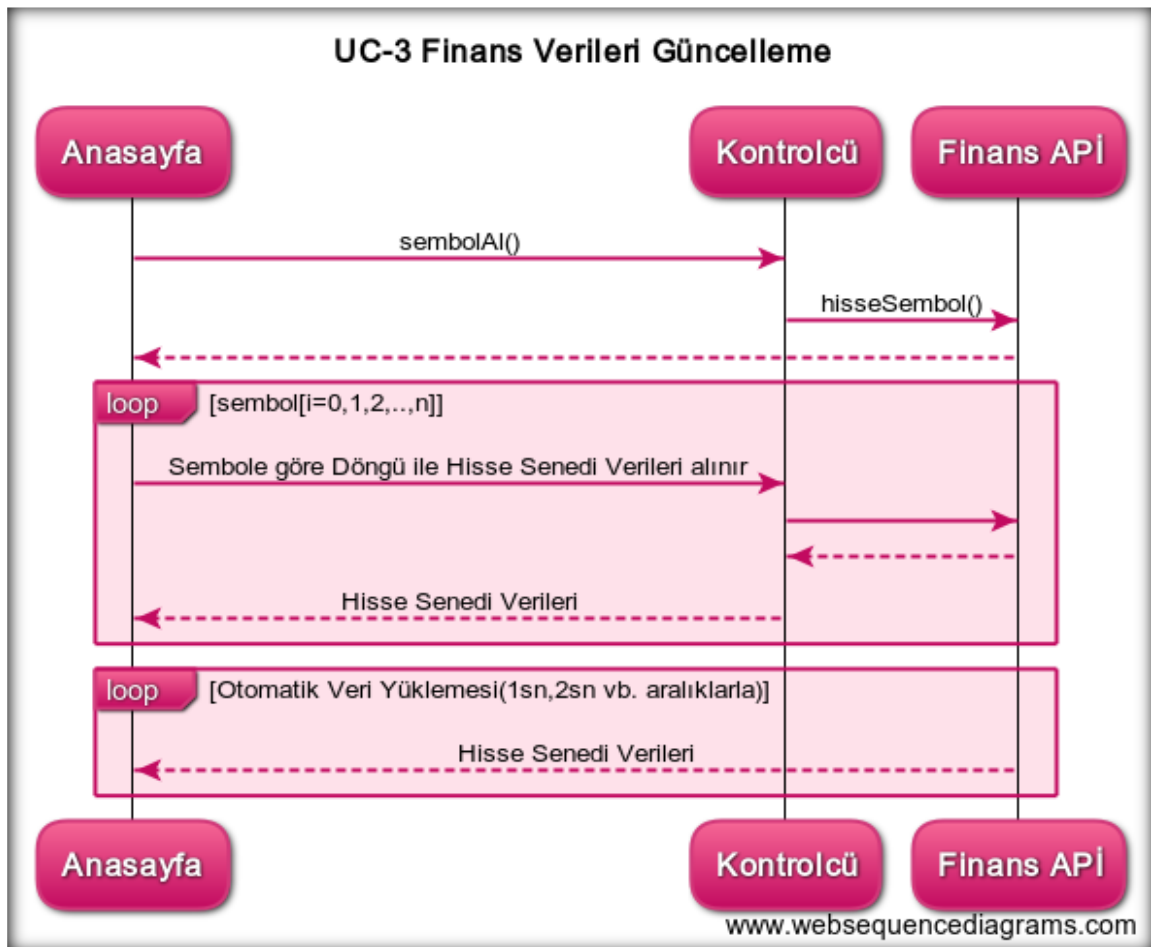 UC-3 Finans Verileri Güncelleme
Anasayfa
Kontrolcü
Finans APİ
sembolAl()
hisseSembol()
loop
[sembol[i=0,1,2,..,n]]
Sembole göre Döngü ile Hisse Senedi Verileri alınır
Hisse Senedi Verileri
loop
[Otomatik Veri Yüklemesi(1sn,2sn vb. aralıklarla)]
Hisse Senedi Verileri
Anasayfa
Kontrolcü
Finans APİ
www.websequencediagrams.com